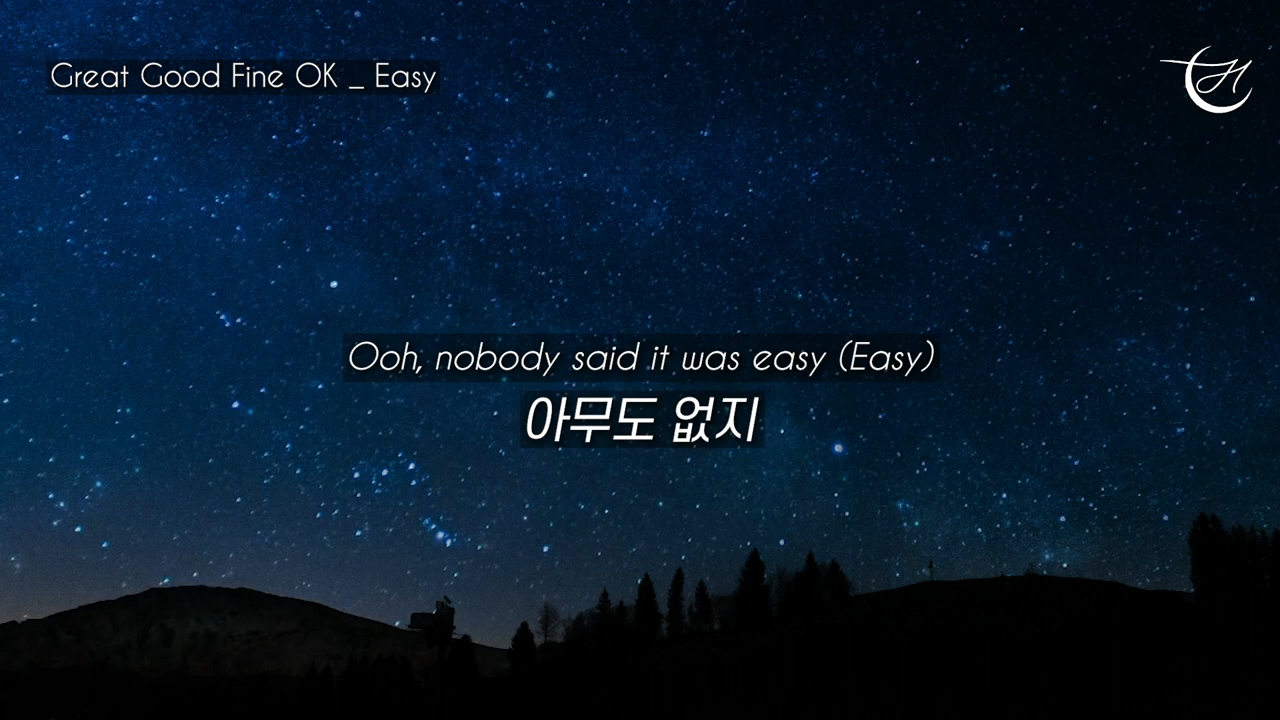 Great Good Fine OK _ Easy
Ooh, nobody said it was easy (Easy)
아무도 없지